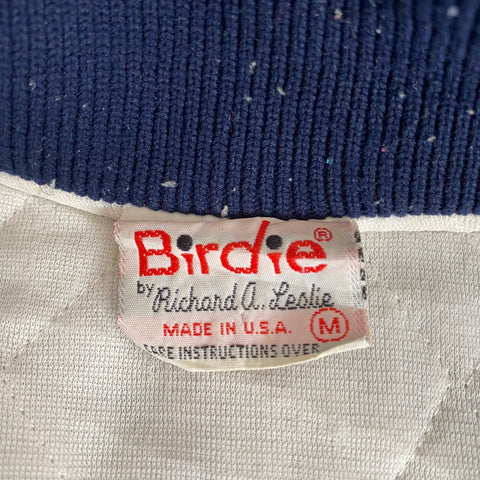 Birdie®
by Richard A. Leslie
MADE IN U.S.A. M
CARE INSTRUCTIONS OVER